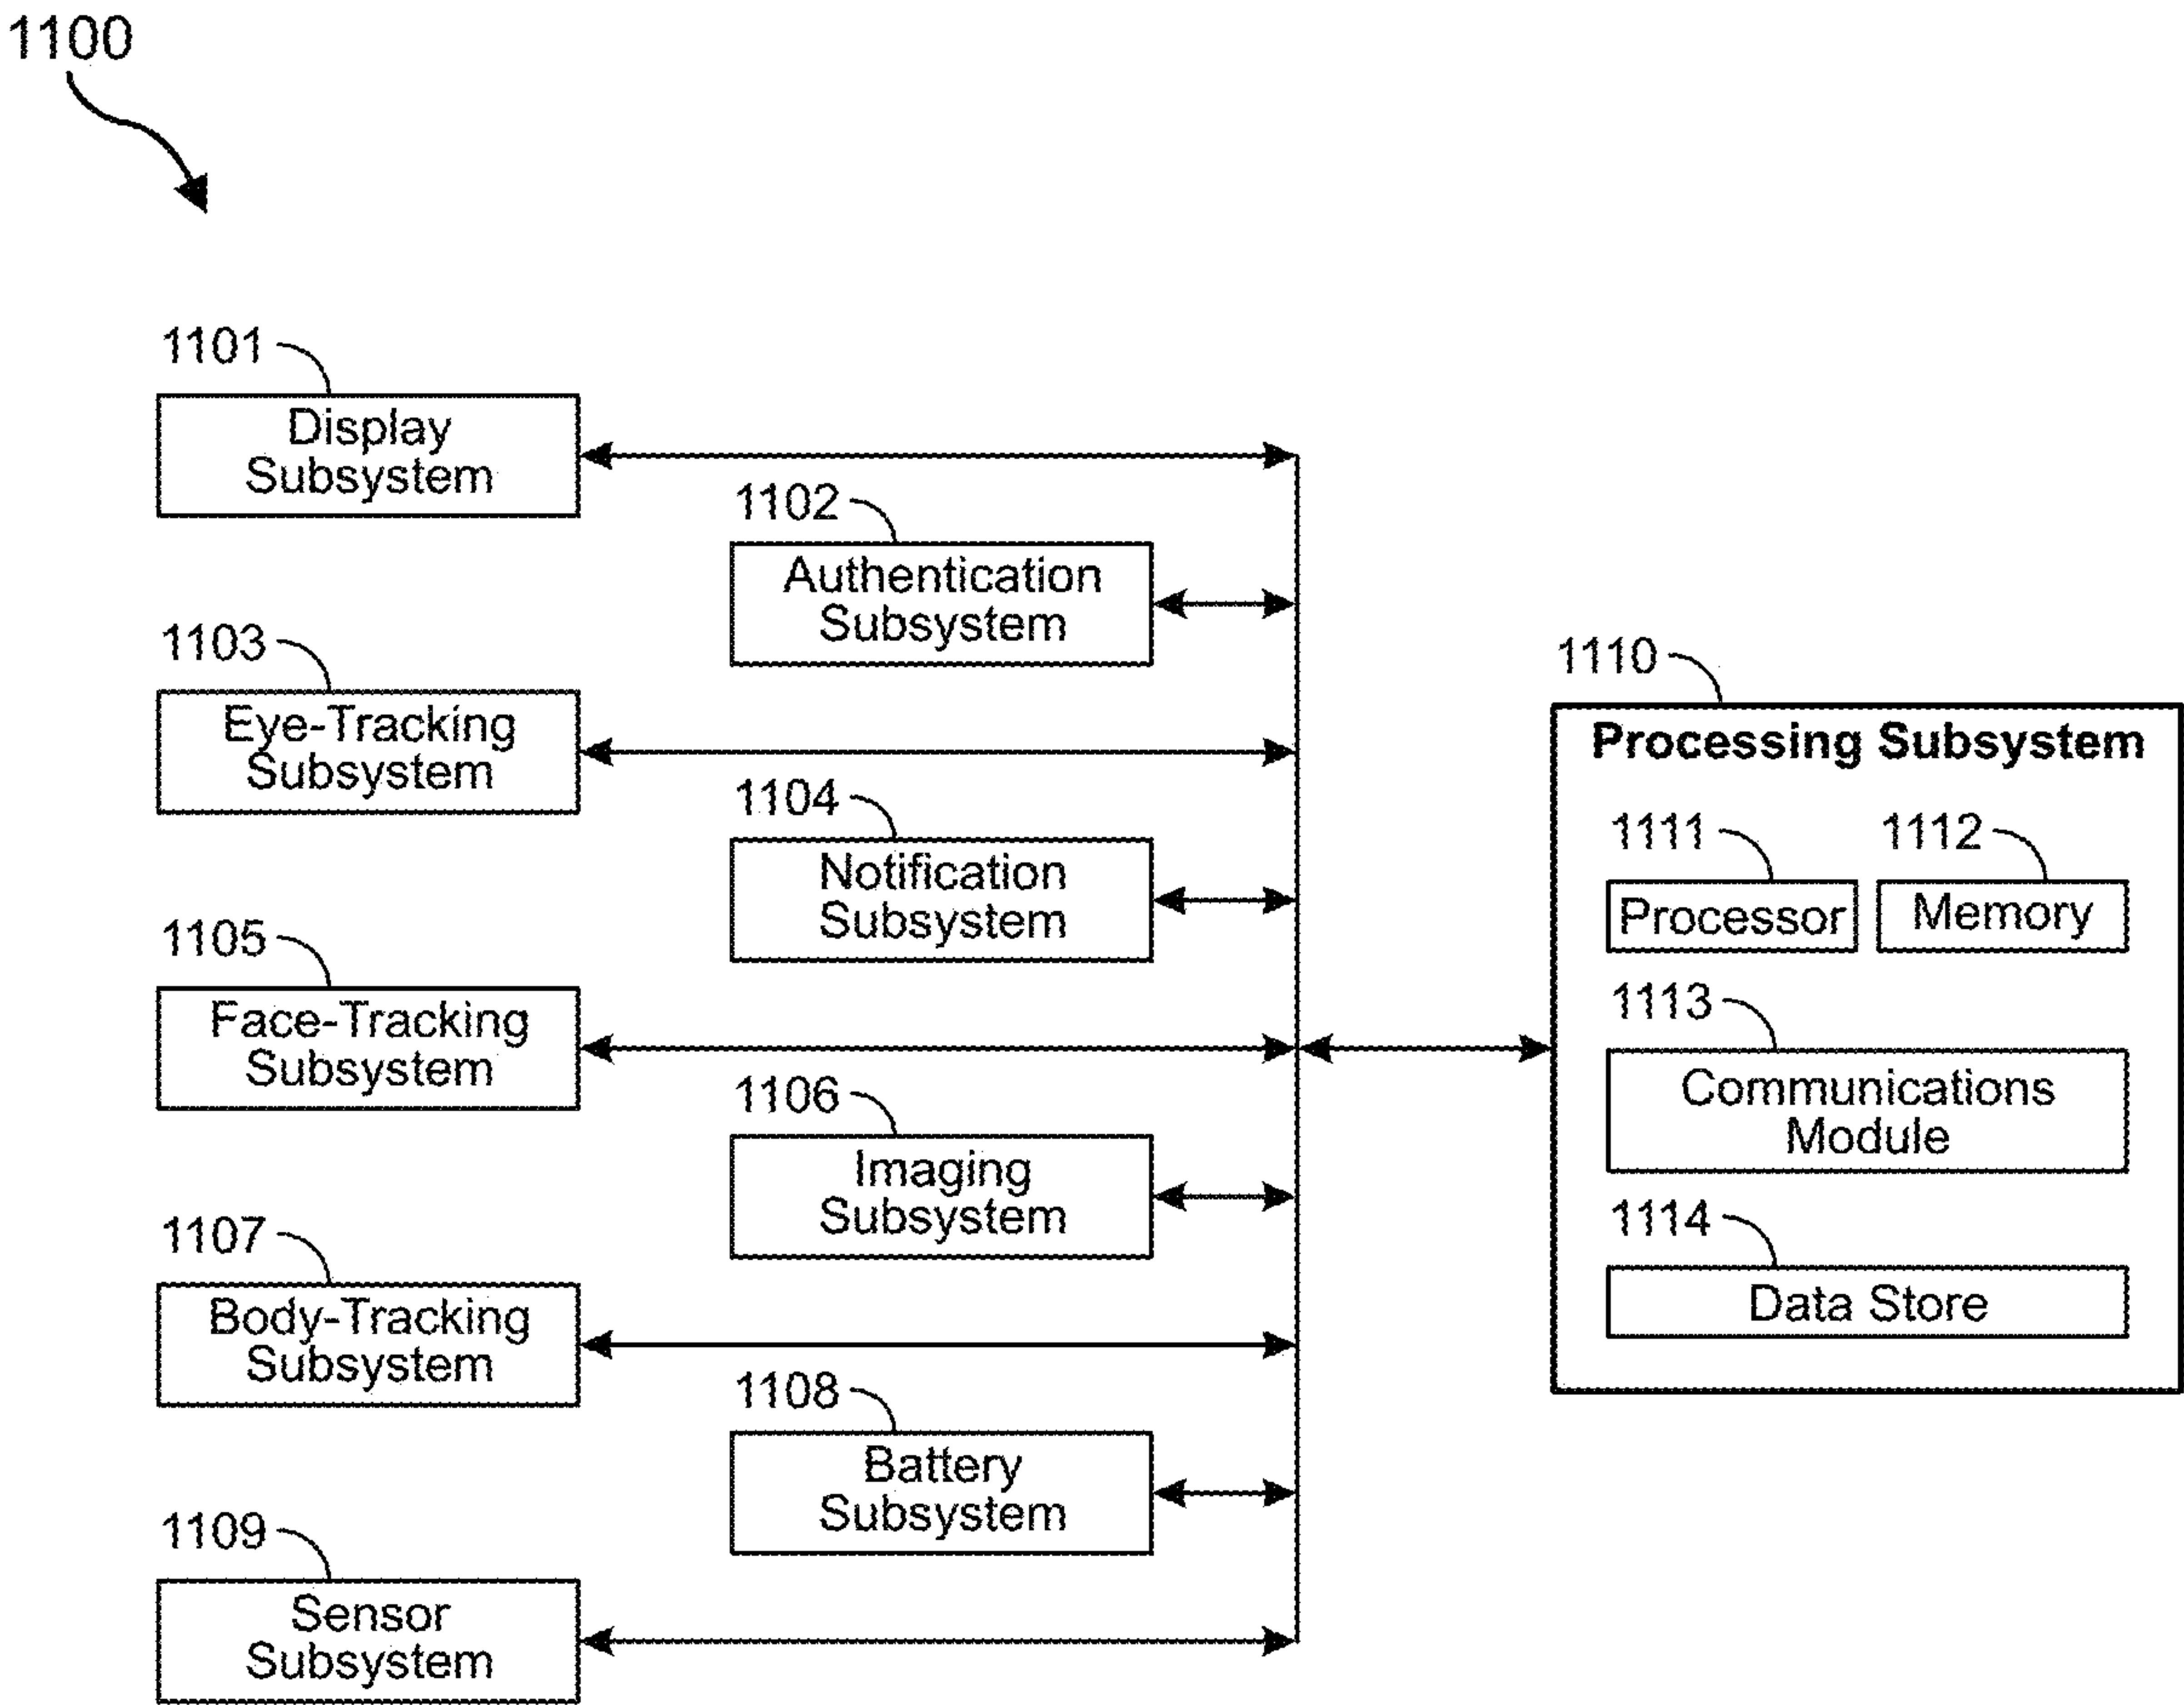 1100
1101
Display
Subsystem
1102
Authentication
Subsystem
1103
Eye-Tracking
Subsystem
1104
Notification
Subsystem
1105
Face-Tracking
Subsystem
1106
Imaging
Subsystem
1107
Body-Tracking
Subsystem
1108
Battery
Subsystem
1109
Sensor
Subsystem
1110
Processing Subsystem
1111
Processor
1112
Memory
1113
Communications
Module
1114
Data Store